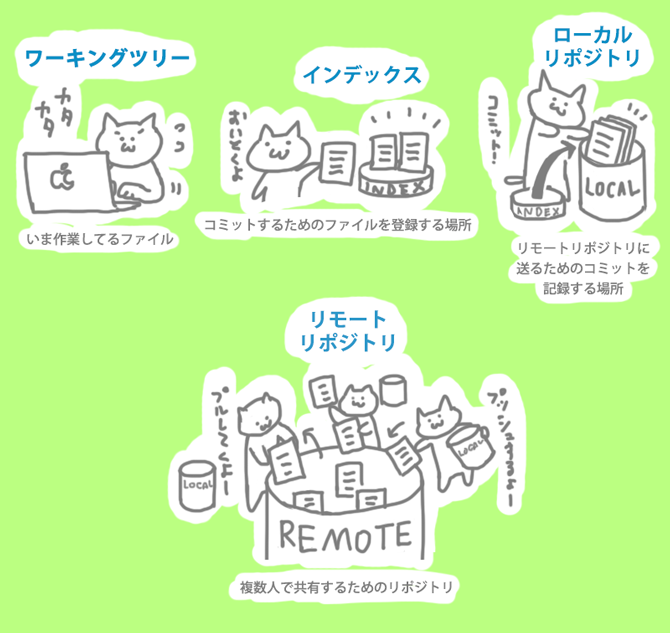 ワーキングツリー
カタ
カタ
ッッ
いま作業してるファイル
インデックス
おいとくよ
INDEX
コミットするためのファイルを登録する場所
ローカル
リポジトリ
コミット!
LOCAL
INDEX
リモートリポジトリに
送るためのコミットを
記録する場所
リモート
リポジトリ
プルしてくよー
LOCAL
プッシュするよー
LOCAL
REMOTE
複数人で共有するためのリポジトリ